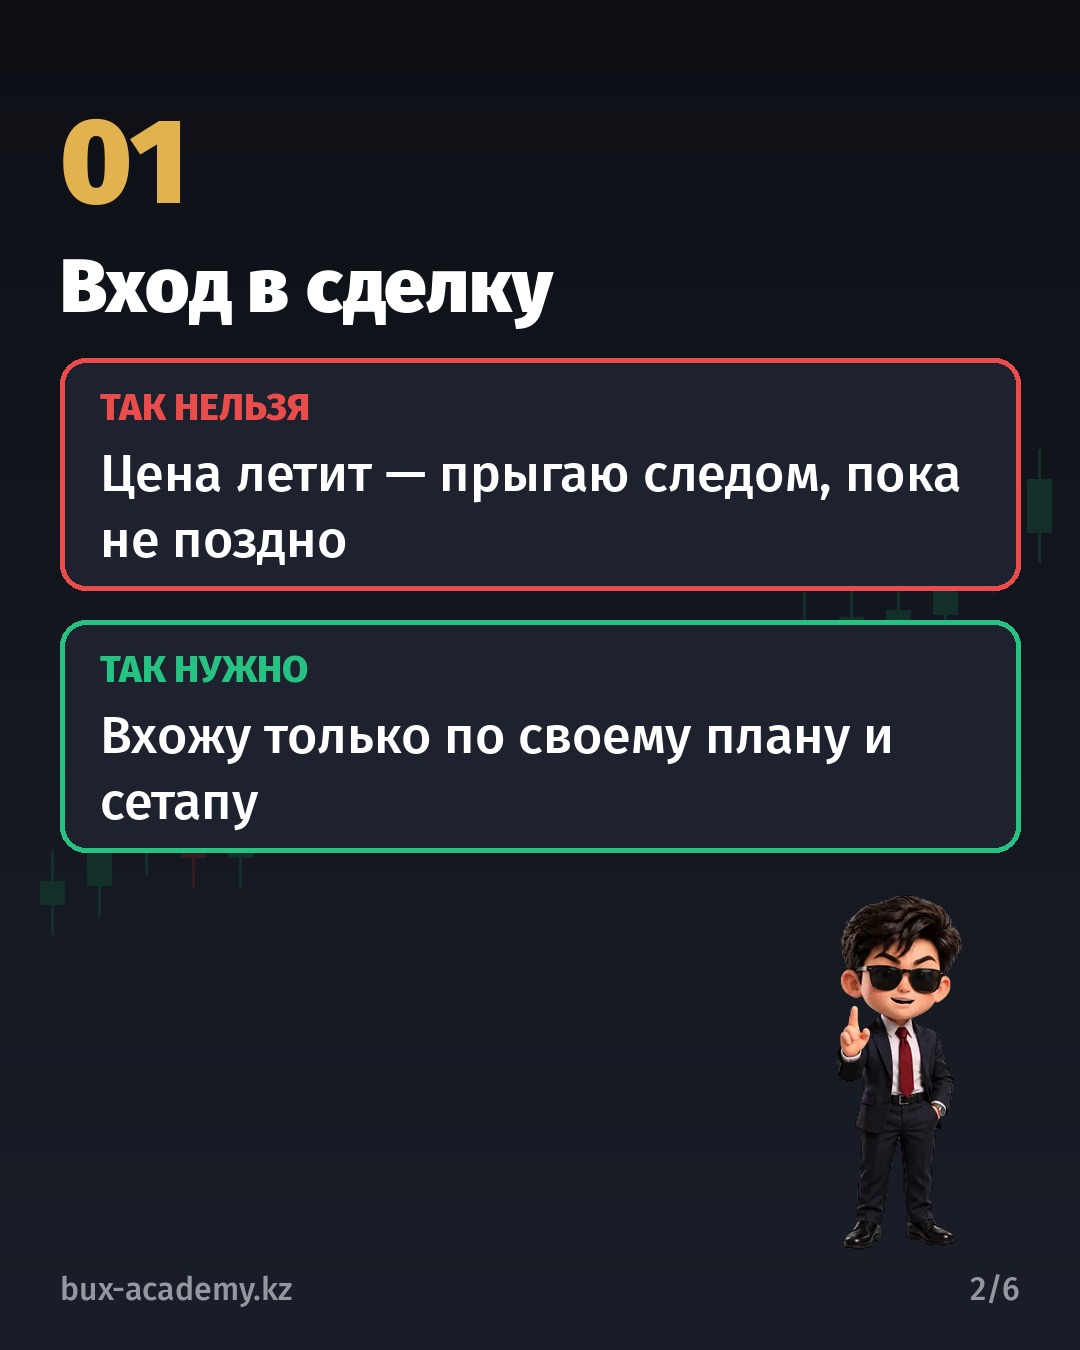 01
Вход в сделку
ТАК НЕЛЬЗЯ
Цена летит — прыгаю следом, пока
не поздно
ТАК НУЖНО
Вхожу только по своему плану и
сетапу
bux-academy.kz
2/6